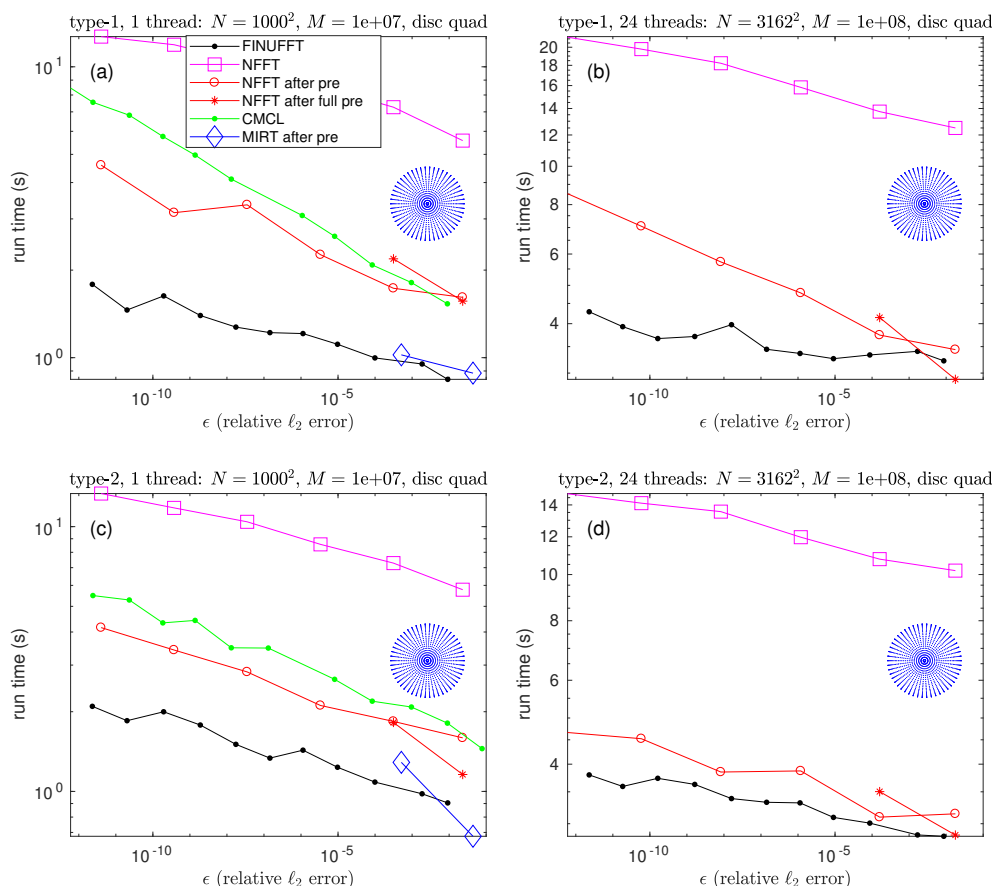 type-1, 1 thread: N = 1000², M = 1e+07, disc quad
(a)
FINUFFT
NFFT
NFFT after pre
NFFT after full pre
CMCL
MIRT after pre
10¹
10⁰
run time (s)
10⁻¹⁰
10⁻⁵
ϵ (relative ℓ₂ error)
type-1, 24 threads: N = 3162², M = 1e+08, disc quad
(b)
20
18
16
14
12
10
8
6
4
run time (s)
10⁻¹⁰
10⁻⁵
ϵ (relative ℓ₂ error)
type-2, 1 thread: N = 1000², M = 1e+07, disc quad
(c)
10¹
10⁰
run time (s)
10⁻¹⁰
10⁻⁵
ϵ (relative ℓ₂ error)
type-2, 24 threads: N = 3162², M = 1e+08, disc quad
(d)
14
12
10
8
6
4
run time (s)
10⁻¹⁰
10⁻⁵
ϵ (relative ℓ₂ error)